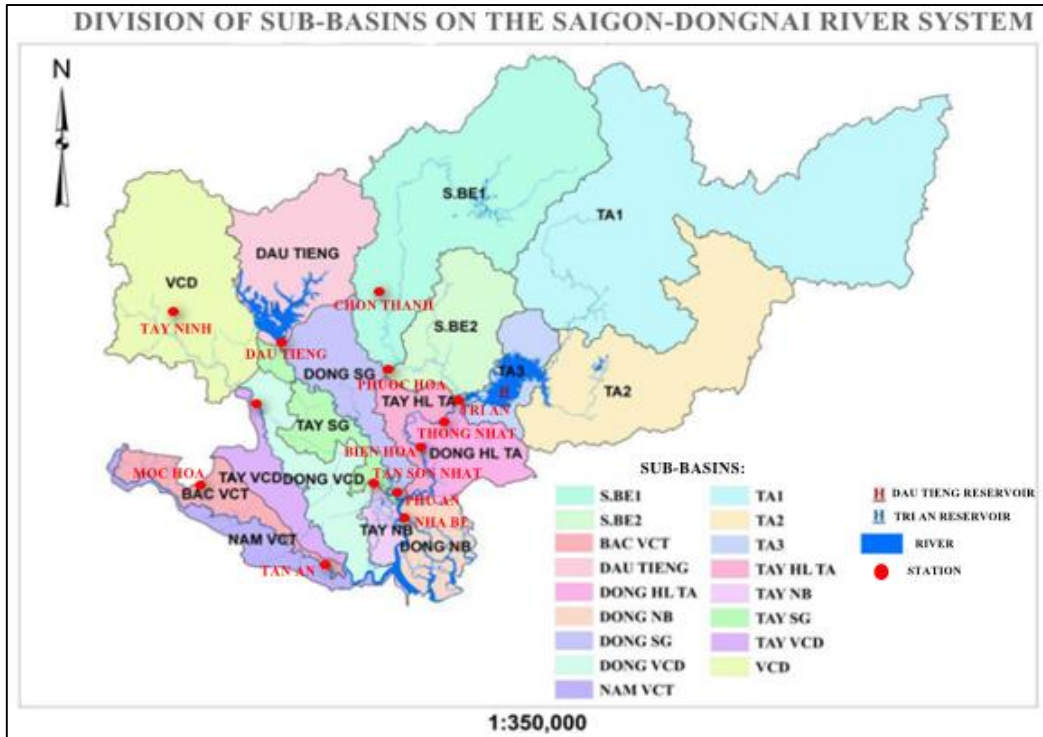 DIVISION OF SUB-BASINS ON THE SAIGON-DONGNAI RIVER SYSTEM
N
S.BE1
TA1
DAU TIENG
VCD
CHON THANH
TAY NINH
S.BE2
DAU TIENG
DONG SG
TA3
PHUOC HOA
TA2
TAY HL TA
H
TRI AN
TAY SG
THONG NHAT
BIEN HOA
DONG HL TA
MOC HOA
TAY VCD
DONG VCD
TAN SON NHAT
BAC VCT
PHU AN
NAM VCT
TAY NB
NHA BE
DONG NB
TAN AN
SUB-BASINS:
S.BE1
S.BE2
BAC VCT
DAU TIENG
DONG HL TA
DONG NB
DONG SG
DONG VCD
NAM VCT
TA1
TA2
TA3
TAY HL TA
TAY NB
TAY SG
TAY VCD
VCD
H DAU TIENG RESERVOIR
H TRI AN RESERVOIR
RIVER
STATION
1:350,000